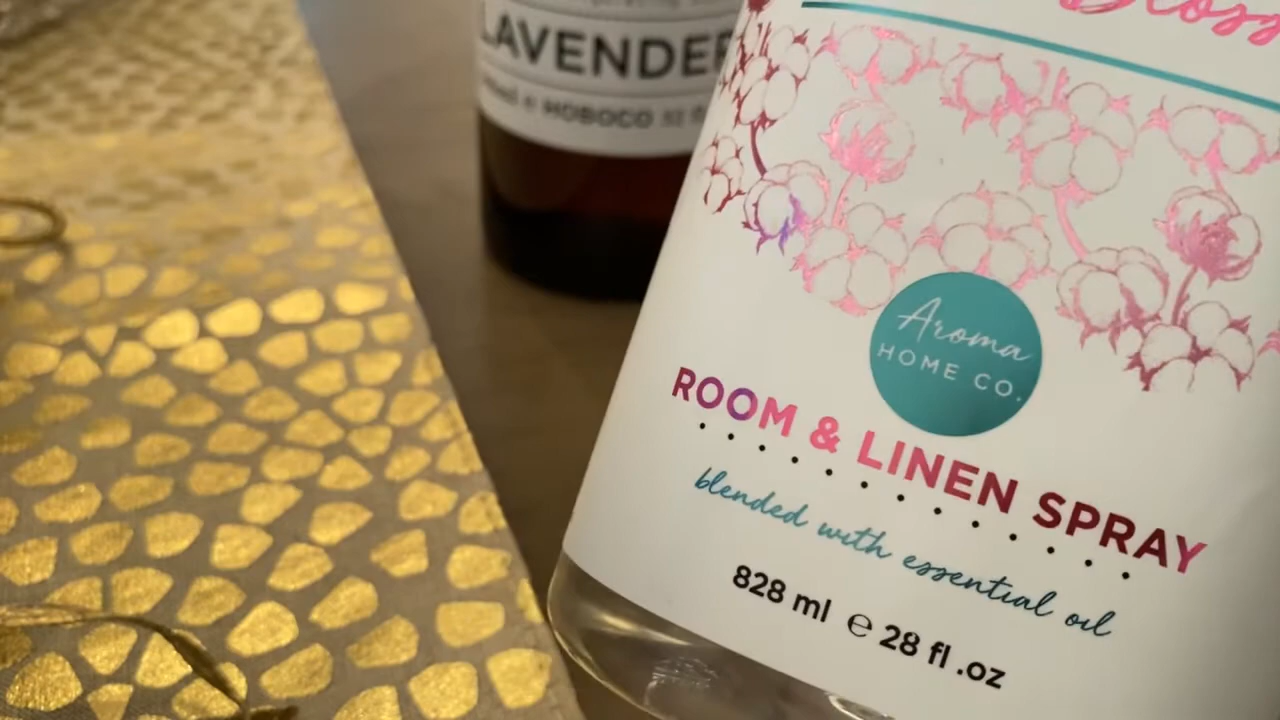 LAVENDER
HOBOCO
Aroma
HOME CO.
ROOM & LINEN SPRAY
blended with essential oil
828 ml ℮ 28 fl .oz